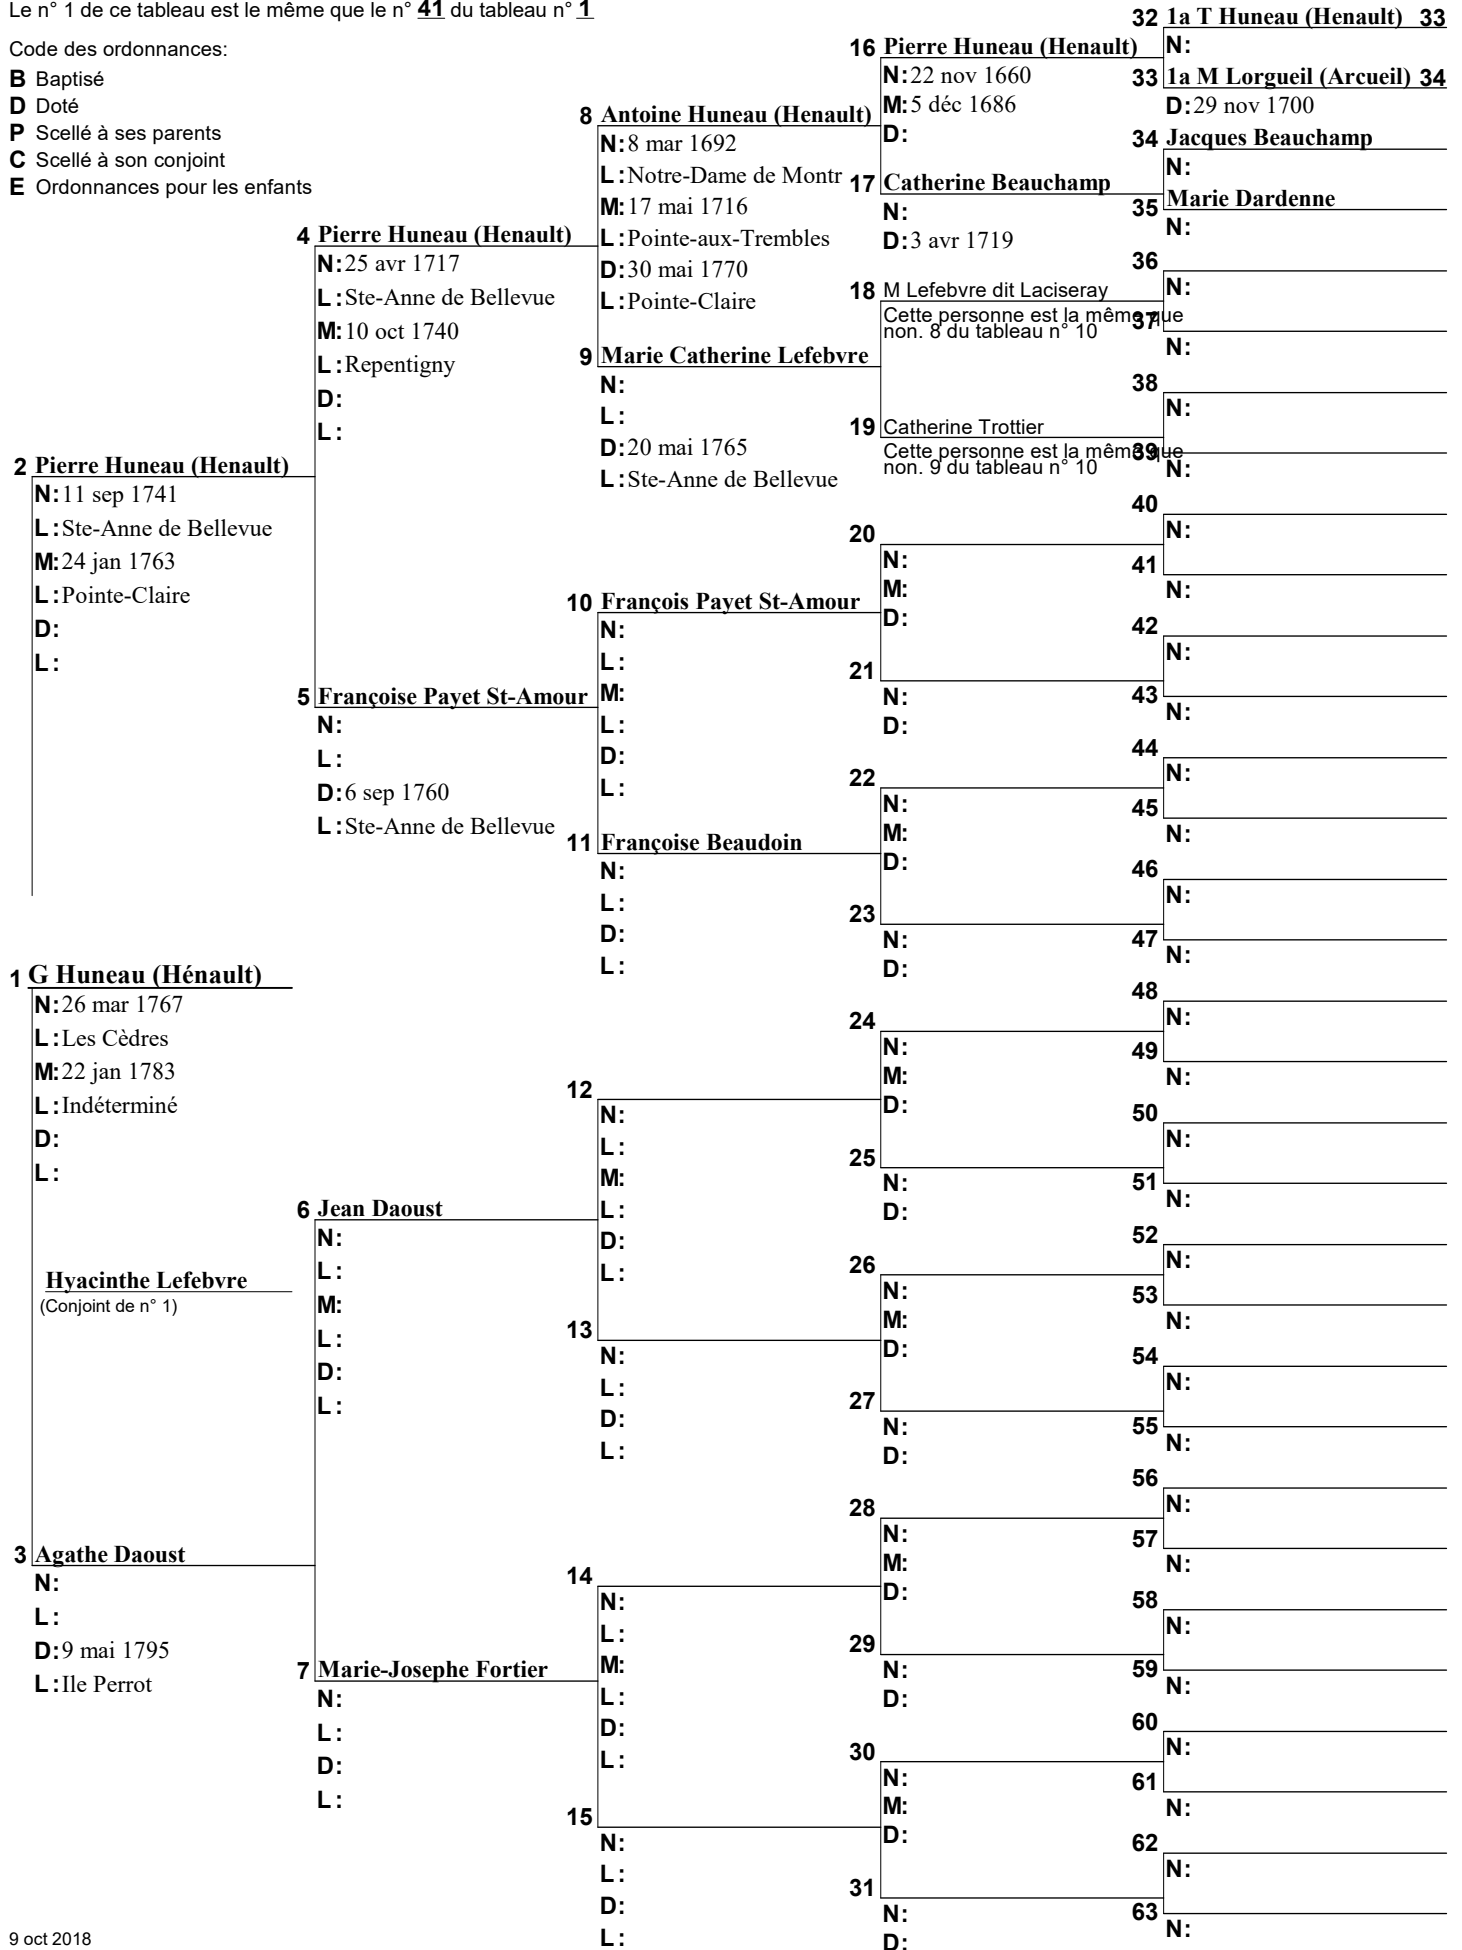 Le n° 1 de ce tableau est le même que le n° 41 du tableau n° 1
Code des ordonnances:
B Baptisé
D Doté
P Scellé à ses parents
C Scellé à son conjoint
E Ordonnances pour les enfants
2 Pierre Huneau (Henault)
N: 11 sep 1741
L: Ste-Anne de Bellevue
M: 24 jan 1763
L: Pointe-Claire
D:
L:
1 G Huneau (Hénault)
N: 26 mar 1767
L: Les Cèdres
M: 22 jan 1783
L: Indéterminé
D:
L:
Hyacinthe Lefebvre
(Conjoint de n° 1)
3 Agathe Daoust
N:
L:
D: 9 mai 1795
L: Ile Perrot
9 oct 2018
4 Pierre Huneau (Henault)
N: 25 avr 1717
L: Ste-Anne de Bellevue
M: 10 oct 1740
L: Repentigny
D:
L:
5 Françoise Payet St-Amour
N:
L:
D: 6 sep 1760
L: Ste-Anne de Bellevue
6 Jean Daoust
N:
L:
M:
L:
D:
L:
7 Marie-Josephe Fortier
N:
L:
D:
L:
8 Antoine Huneau (Henault)
N: 8 mar 1692
L: Notre-Dame de Montr
M: 17 mai 1716
L: Pointe-aux-Trembles
D: 30 mai 1770
L: Pointe-Claire
9 Marie Catherine Lefebvre
N:
L:
D: 20 mai 1765
L: Ste-Anne de Bellevue
10 François Payet St-Amour
N:
L:
M:
L:
D:
L:
11 Françoise Beaudoin
N:
L:
D:
L:
12
N:
L:
M:
L:
D:
L:
13
N:
L:
D:
L:
14
N:
L:
M:
L:
D:
L:
15
N:
L:
D:
L:
16 Pierre Huneau (Henault)
N: 22 nov 1660
M: 5 déc 1686
D:
17 Catherine Beauchamp
N:
D: 3 avr 1719
18 M Lefebvre dit Laciseray
Cette personne est la même que
non. 8 du tableau n° 10
19 Catherine Trottier
Cette personne est la même que
non. 9 du tableau n° 10
20
N:
M:
D:
21
N:
D:
22
N:
M:
D:
23
N:
D:
24
N:
M:
D:
25
N:
D:
26
N:
M:
D:
27
N:
D:
28
N:
M:
D:
29
N:
D:
30
N:
M:
D:
31
N:
D:
32 1a T Huneau (Henault) 33
N:
33 1a M Lorgueil (Arcueil) 34
D: 29 nov 1700
34 Jacques Beauchamp
N:
35 Marie Dardenne
N:
36
N:
37
N:
38
N:
39
N:
40
N:
41
N:
42
N:
43
N:
44
N:
45
N:
46
N:
47
N:
48
N:
49
N:
50
N:
51
N:
52
N:
53
N:
54
N:
55
N:
56
N:
57
N:
58
N:
59
N:
60
N:
61
N:
62
N:
63
N: